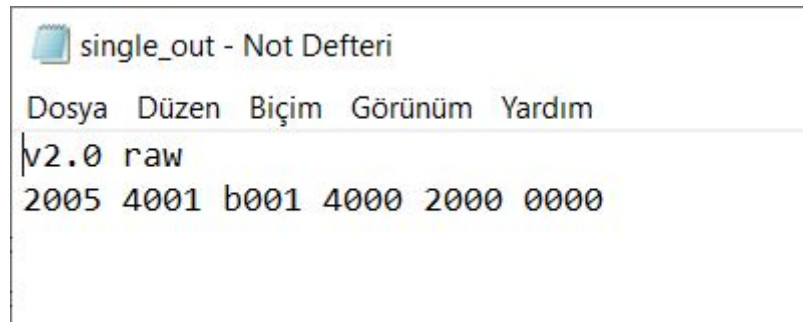 single_out - Not Defteri
Dosya Düzen Biçim Görünüm Yardım
v2.0 raw
2005 4001 b001 4000 2000 0000